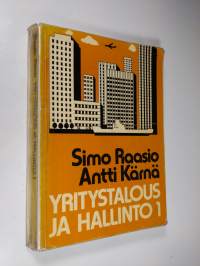 Simo Raasio
Antti Kärnä
YRITYSTALOUS
JA HALLINTO 1